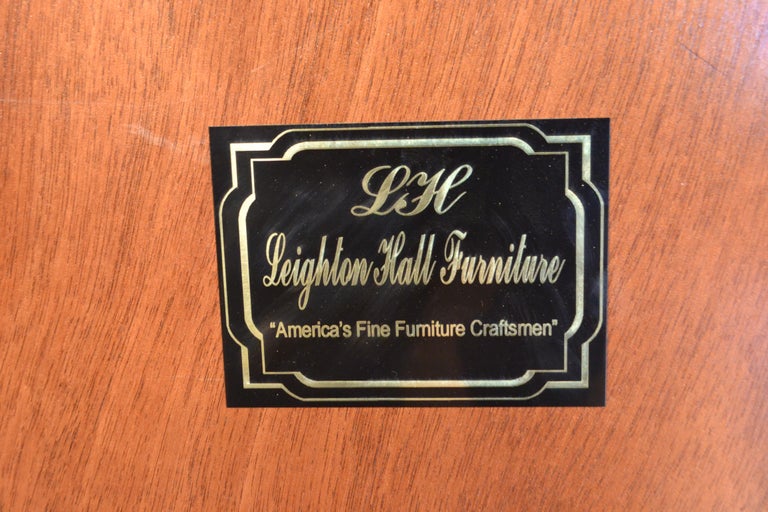 LH
Leighton Hall Furniture
“America's Fine Furniture Craftsmen”